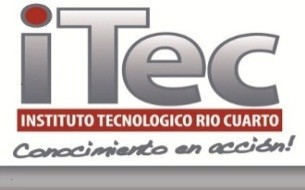 iTec
INSTITUTO TECNOLOGICO RIO CUARTO
Conocimiento en acción!